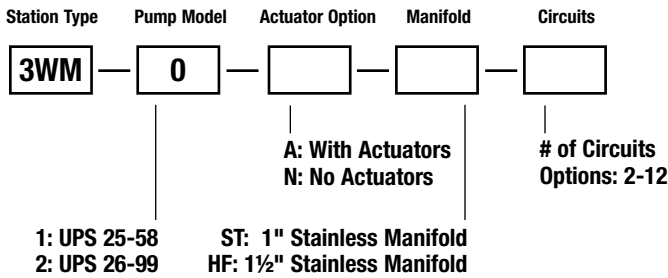 Station Type Pump Model Actuator Option Manifold Circuits
3WM — 0 — — —
A: With Actuators
N: No Actuators
# of Circuits
Options: 2-12
1: UPS 25-58
2: UPS 26-99
ST: 1" Stainless Manifold
HF: 1½" Stainless Manifold